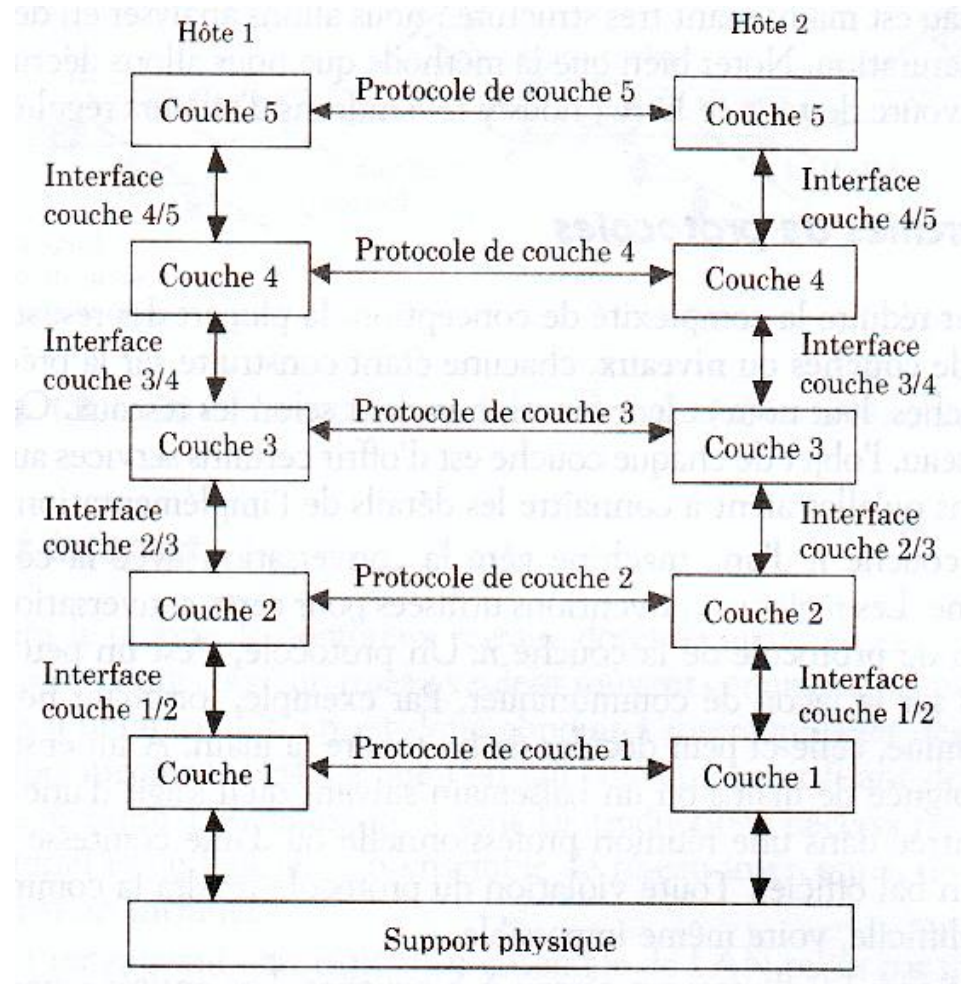 Hôte 1
Hôte 2
Couche 5
Protocole de couche 5
Couche 5
Interface
couche 4/5
Interface
couche 4/5
Couche 4
Protocole de couche 4
Couche 4
Interface
couche 3/4
Interface
couche 3/4
Couche 3
Protocole de couche 3
Couche 3
Interface
couche 2/3
Interface
couche 2/3
Couche 2
Protocole de couche 2
Couche 2
Interface
couche 1/2
Interface
couche 1/2
Couche 1
Protocole de couche 1
Couche 1
Support physique